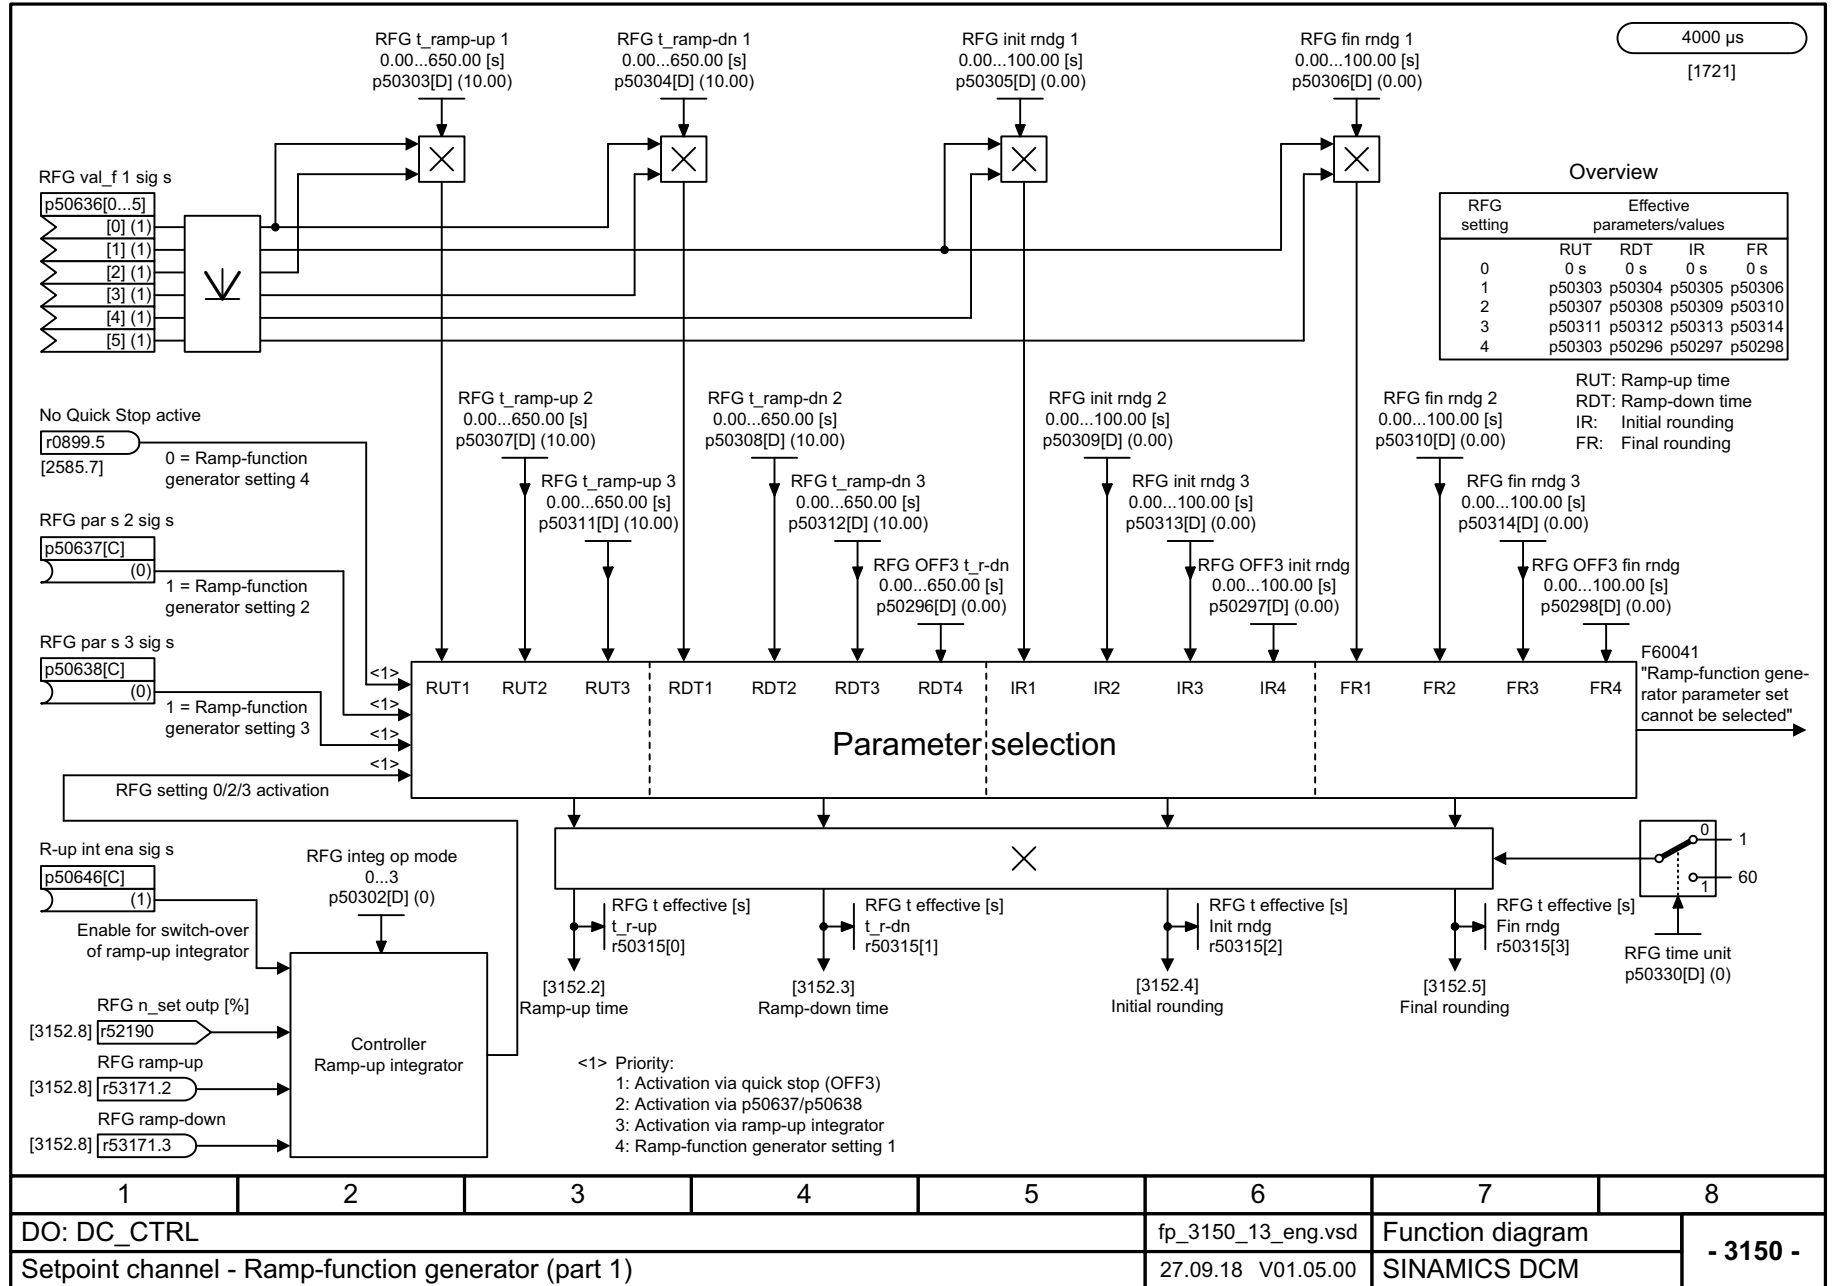 RFG t_ramp-up 1
0.00...650.00 [s]
p50303[D] (10.00)
RFG t_ramp-dn 1
0.00...650.00 [s]
p50304[D] (10.00)
RFG init rndg 1
0.00...100.00 [s]
p50305[D] (0.00)
RFG fin rndg 1
0.00...100.00 [s]
p50306[D] (0.00)
4000 µs
[1721]
RFG val_f 1 sig s
p50636[0...5]
[0] (1)
[1] (1)
[2] (1)
[3] (1)
[4] (1)
[5] (1)
Overview
RFG setting
Effective parameters/values
RUT RDT IR FR
0 0 s 0 s 0 s 0 s
1 p50303 p50304 p50305 p50306
2 p50307 p50308 p50309 p50310
3 p50311 p50312 p50313 p50314
4 p50303 p50296 p50297 p50298
RUT: Ramp-up time
RDT: Ramp-down time
IR: Initial rounding
FR: Final rounding
No Quick Stop active
r0899.5
[2585.7]
0 = Ramp-function
generator setting 4
RFG par s 2 sig s
p50637[C]
(0)
1 = Ramp-function
generator setting 2
RFG par s 3 sig s
p50638[C]
(0)
1 = Ramp-function
generator setting 3
RFG t_ramp-up 2
0.00...650.00 [s]
p50307[D] (10.00)
RFG t_ramp-up 3
0.00...650.00 [s]
p50311[D] (10.00)
RFG t_ramp-dn 2
0.00...650.00 [s]
p50308[D] (10.00)
RFG t_ramp-dn 3
0.00...650.00 [s]
p50312[D] (10.00)
RFG OFF3 t_r-dn
0.00...650.00 [s]
p50296[D] (0.00)
RFG init rndg 2
0.00...100.00 [s]
p50309[D] (0.00)
RFG init rndg 3
0.00...100.00 [s]
p50313[D] (0.00)
RFG OFF3 init rndg
0.00...100.00 [s]
p50297[D] (0.00)
RFG fin rndg 2
0.00...100.00 [s]
p50310[D] (0.00)
RFG fin rndg 3
0.00...100.00 [s]
p50314[D] (0.00)
RFG OFF3 fin rndg
0.00...100.00 [s]
p50298[D] (0.00)
<1>
<1>
<1>
<1>
RUT1 RUT2 RUT3 RDT1 RDT2 RDT3 RDT4 IR1 IR2 IR3 IR4 FR1 FR2 FR3 FR4
Parameter selection
F60041
"Ramp-function gene-
rator parameter set
cannot be selected"
RFG setting 0/2/3 activation
R-up int ena sig s
p50646[C]
(1)
Enable for switch-over
of ramp-up integrator
RFG integ op mode
0...3
p50302[D] (0)
RFG n_set outp [%]
[3152.8] r52190
RFG ramp-up
[3152.8] r53171.2
RFG ramp-down
[3152.8] r53171.3
Controller
Ramp-up integrator
RFG t effective [s]
t_r-up
r50315[0]
[3152.2]
Ramp-up time
RFG t effective [s]
t_r-dn
r50315[1]
[3152.3]
Ramp-down time
RFG t effective [s]
Init rndg
r50315[2]
[3152.4]
Initial rounding
RFG t effective [s]
Fin rndg
r50315[3]
[3152.5]
Final rounding
0 1
1 60
RFG time unit
p50330[D] (0)
<1> Priority:
1: Activation via quick stop (OFF3)
2: Activation via p50637/p50638
3: Activation via ramp-up integrator
4: Ramp-function generator setting 1
1 2 3 4 5 6 7 8
DO: DC_CTRL
fp_3150_13_eng.vsd
Function diagram
- 3150 -
Setpoint channel - Ramp-function generator (part 1)
27.09.18 V01.05.00
SINAMICS DCM